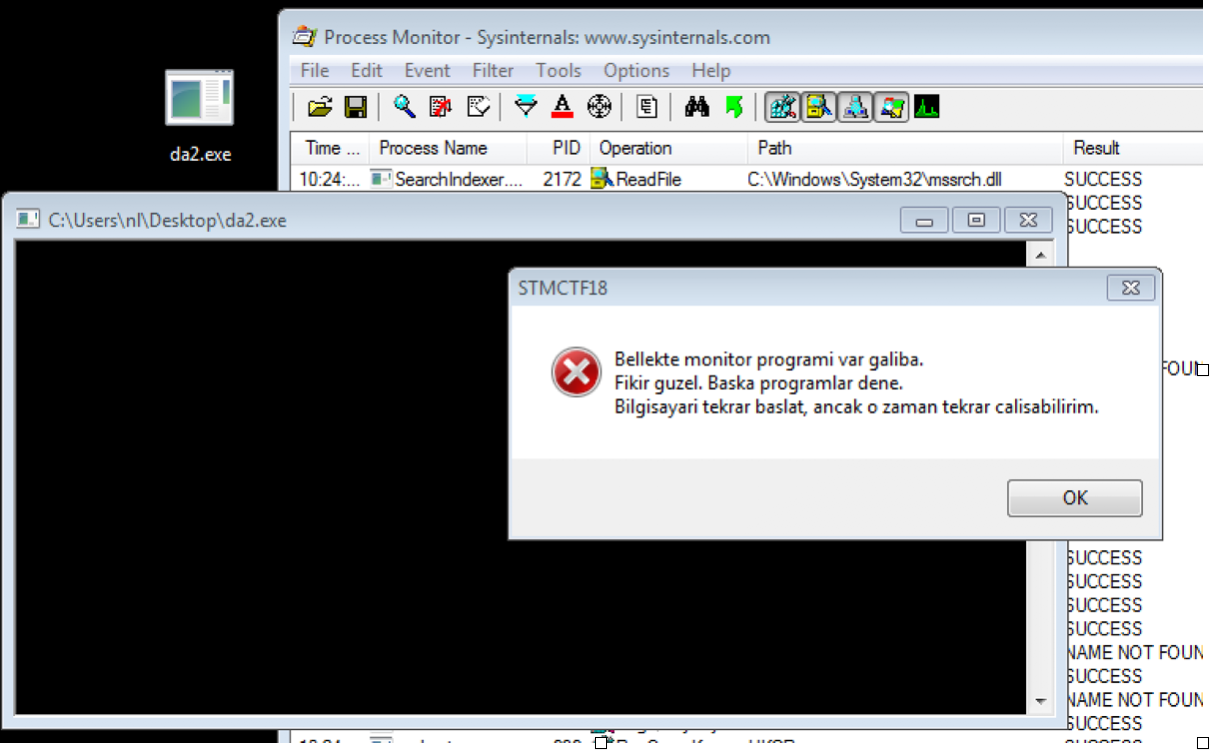 Process Monitor - Sysinternals: www.sysinternals.com
File Edit Event Filter Tools Options Help
da2.exe
Time ... Process Name PID Operation Path Result
10:24:... SearchIndexer.... 2172 ReadFile C:\Windows\System32\mssrch.dll SUCCESS
SUCCESS
C:\Users\nl\Desktop\da2.exe
SUCCESS
STMCTF18
Bellekte monitor programi var galiba.
Fikir guzel. Baska programlar dene.
Bilgisayari tekrar baslat, ancak o zaman tekrar calisabilirim.
OK
SUCCESS
SUCCESS
SUCCESS
SUCCESS
NAME NOT FOUN
SUCCESS
NAME NOT FOUN
SUCCESS